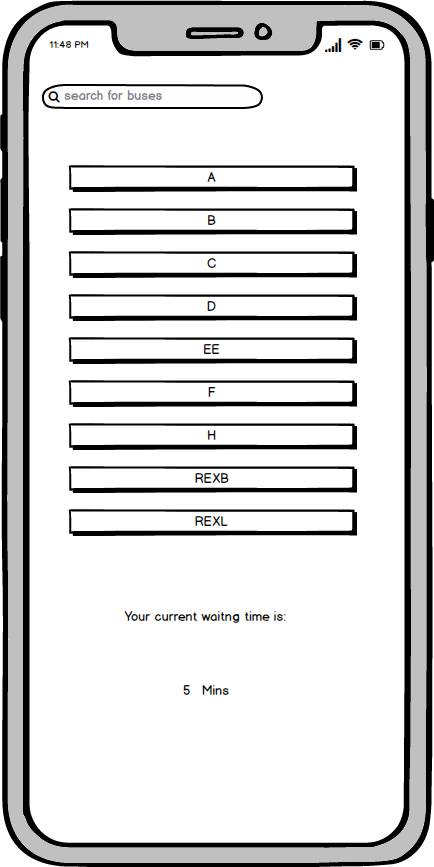 11:48 PM
search for buses
A
B
C
D
EE
F
H
REXB
REXL
Your current waitng time is:
5 Mins